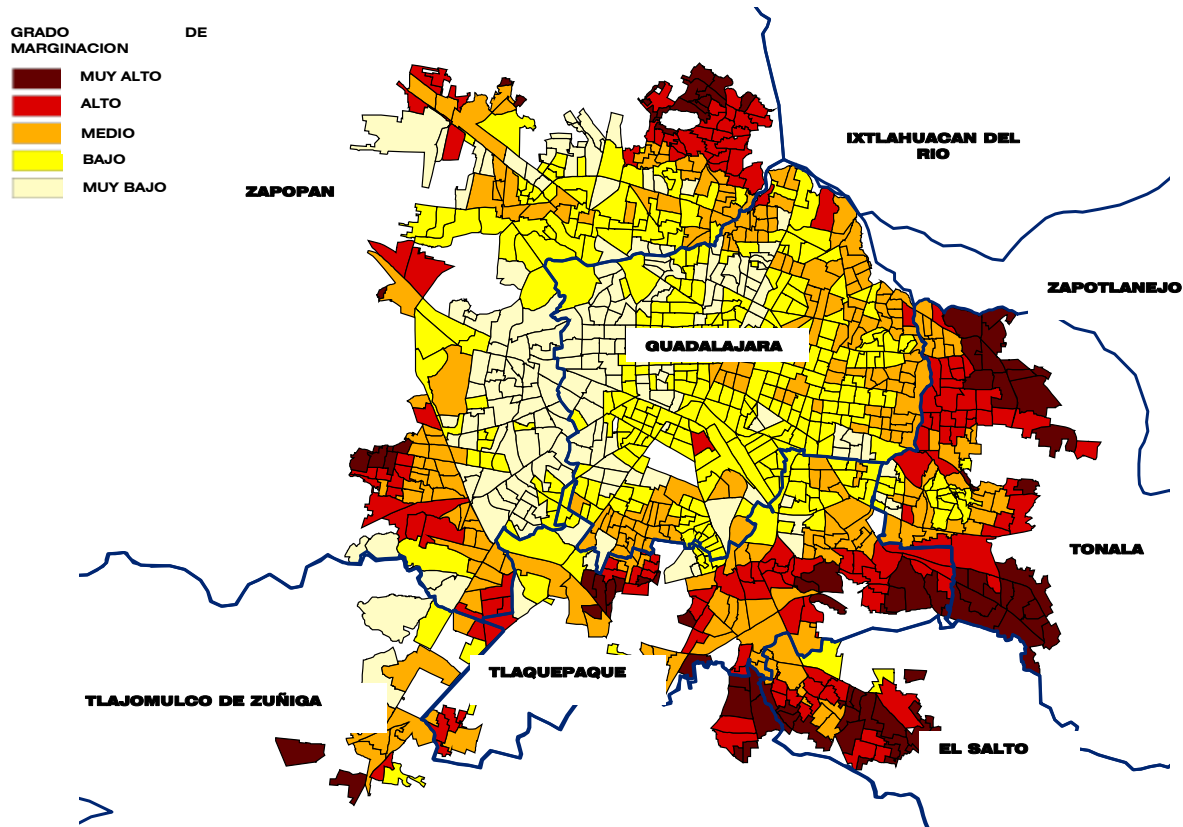 GRADO DE
MARGINACION
MUY ALTO
ALTO
MEDIO
BAJO
MUY BAJO
IXTLAHUACAN DEL
RIO
ZAPOPAN
ZAPOTLANEJO
GUADALAJARA
TONALA
TLAQUEPAQUE
TLAJOMULCO DE ZUÑIGA
EL SALTO